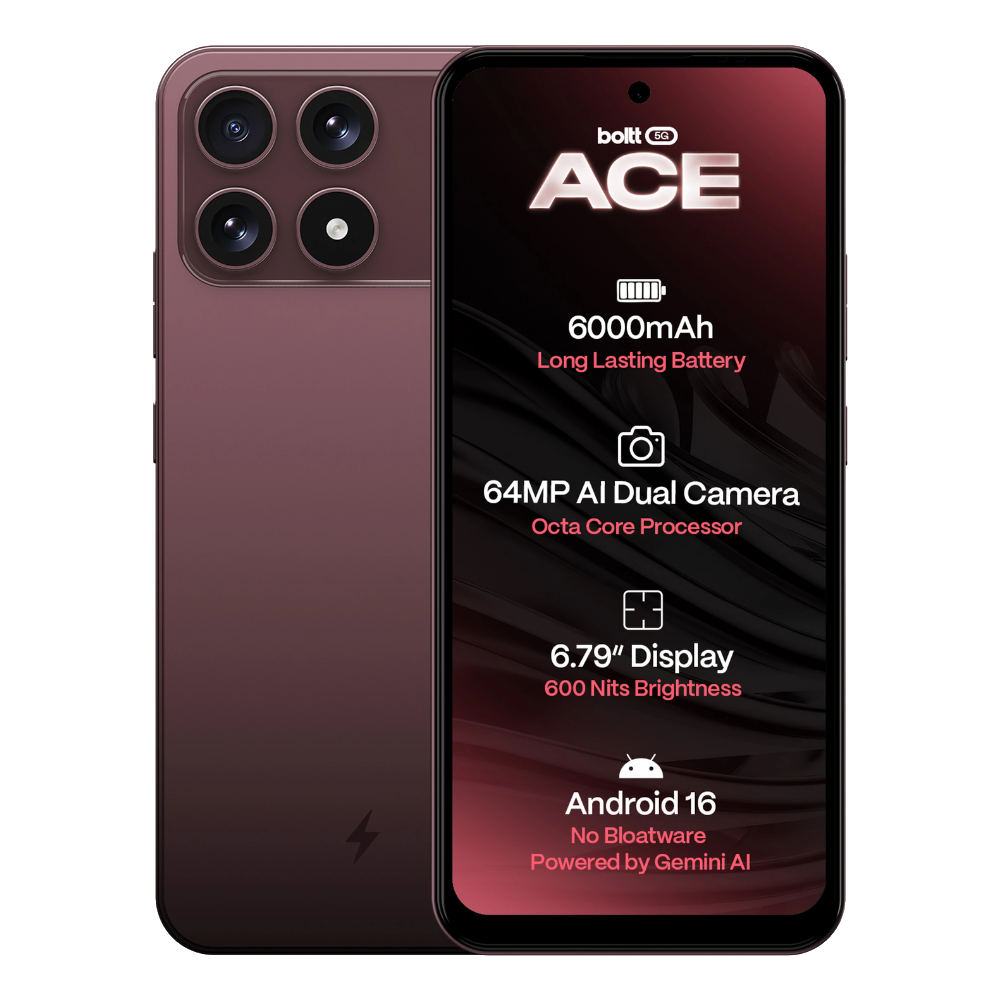 boltt 5G
ACE
6000mAh
Long Lasting Battery
64MP AI Dual Camera
Octa Core Processor
6.79″ Display
600 Nits Brightness
Android 16
No Bloatware
Powered by Gemini AI